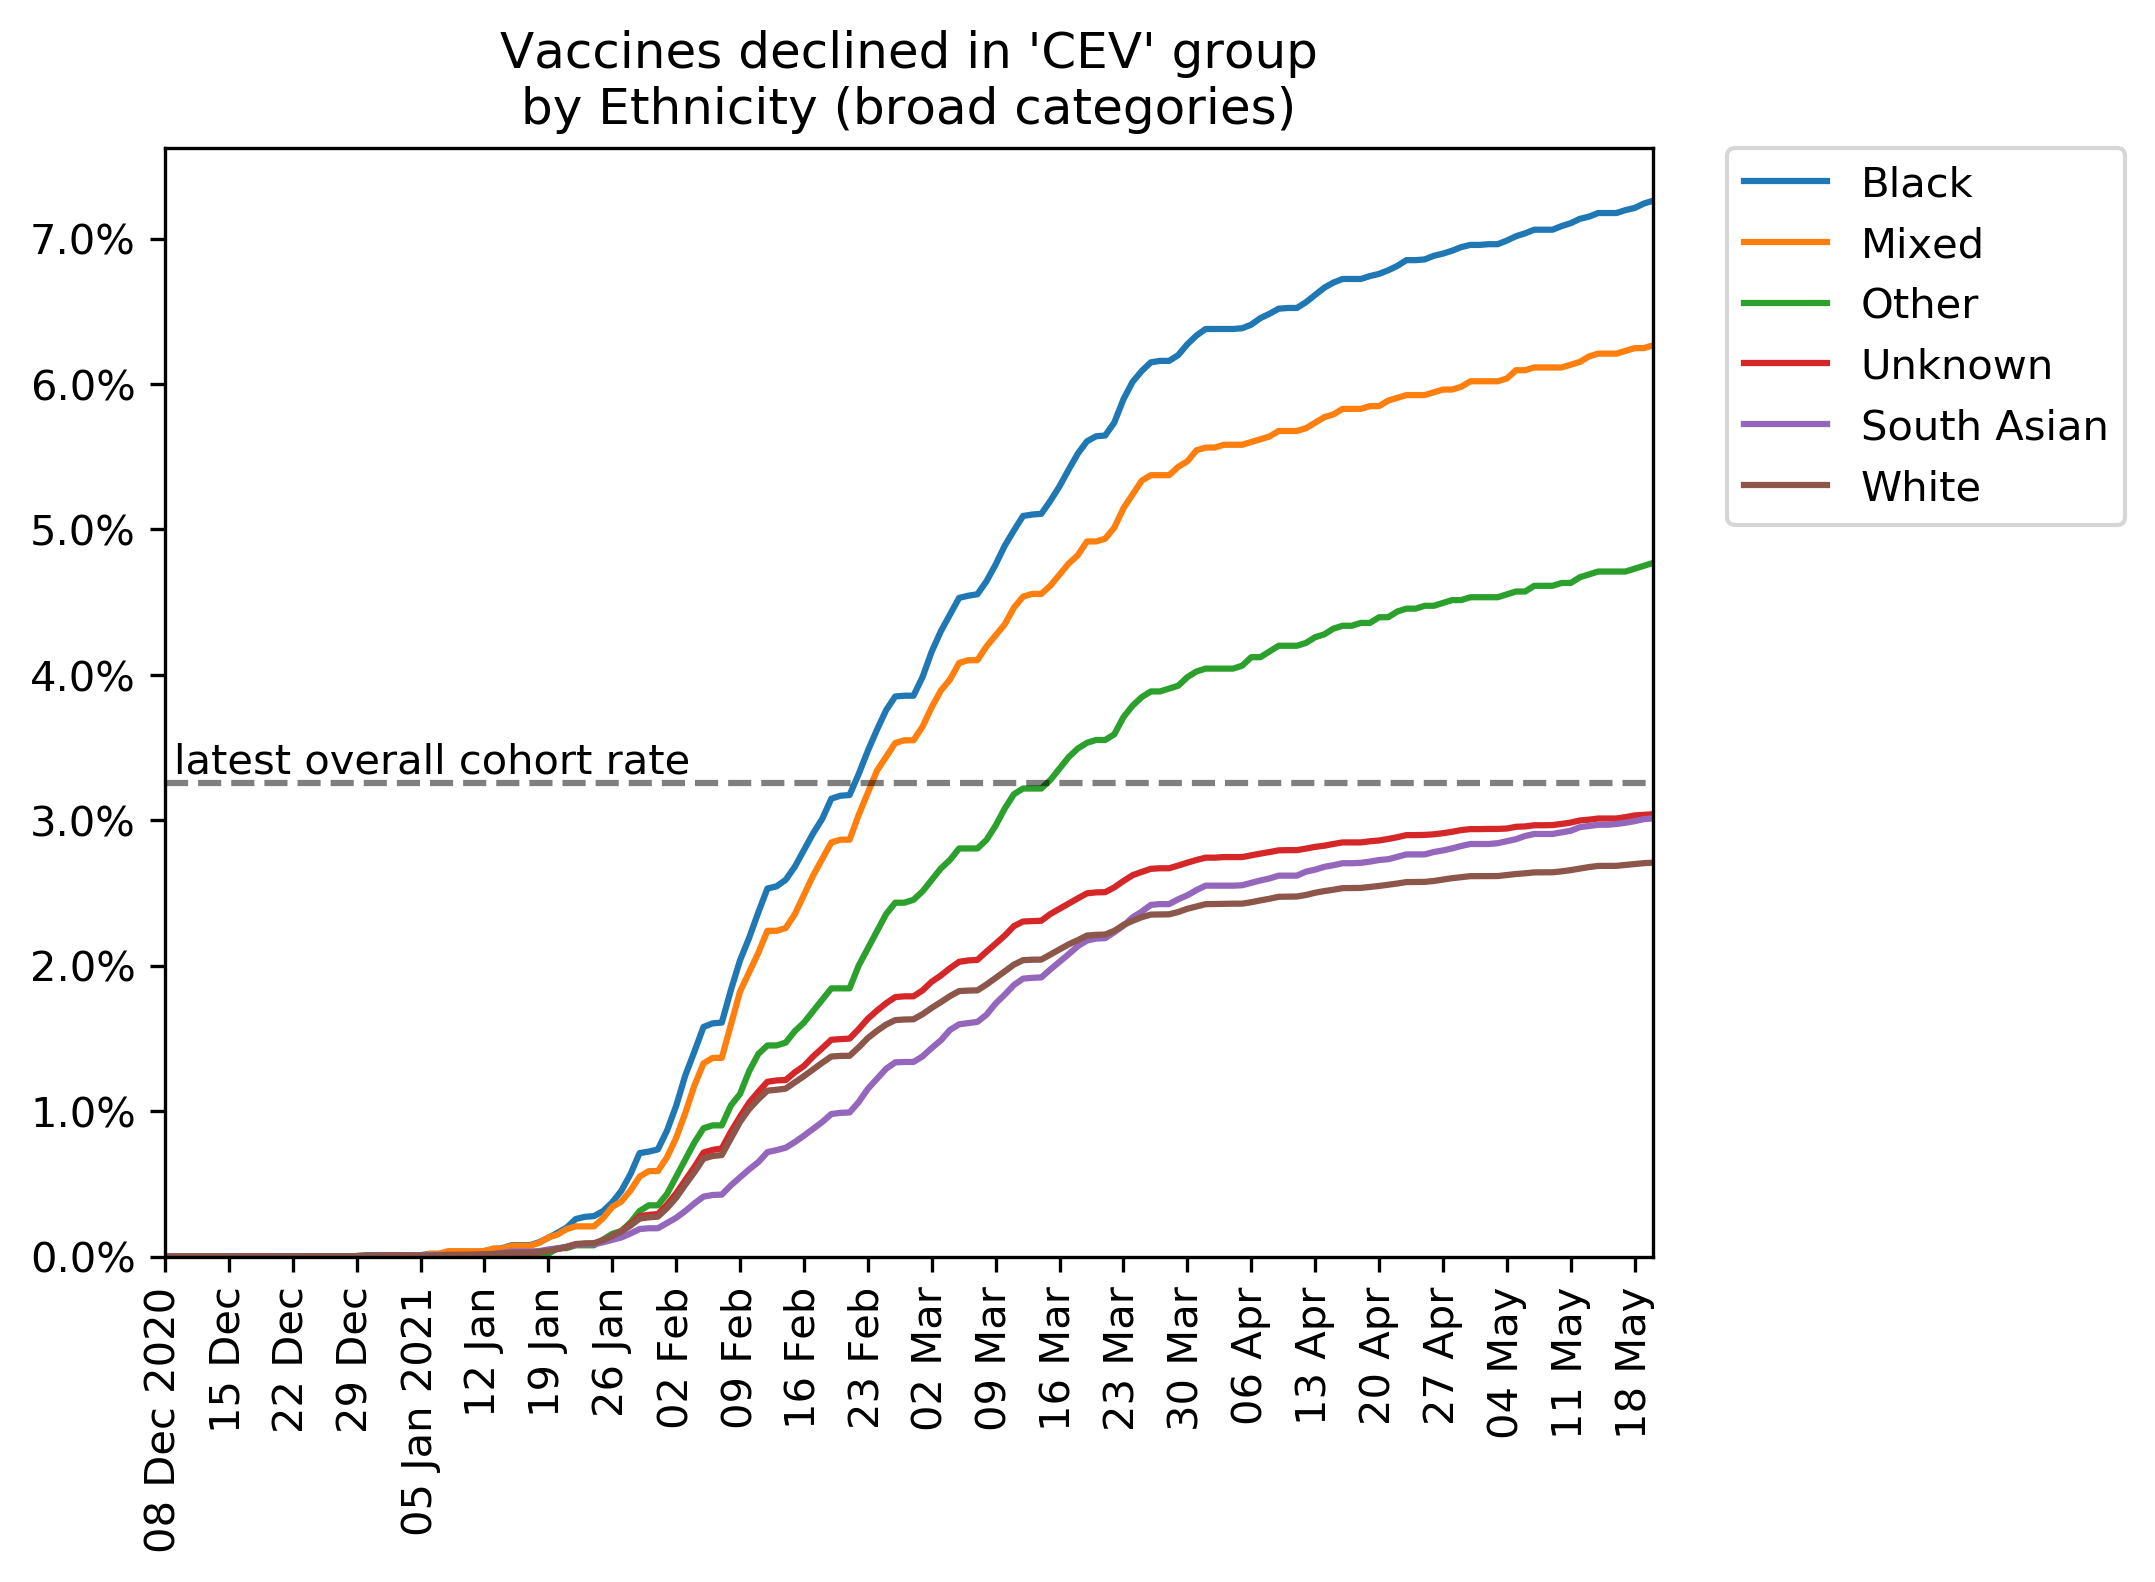 Vaccines declined in 'CEV' group
by Ethnicity (broad categories)
7.0%
6.0%
5.0%
4.0%
3.0%
2.0%
1.0%
0.0%
latest overall cohort rate
08 Dec 2020
15 Dec
22 Dec
29 Dec
05 Jan 2021
12 Jan
19 Jan
26 Jan
02 Feb
09 Feb
16 Feb
23 Feb
02 Mar
09 Mar
16 Mar
23 Mar
30 Mar
06 Apr
13 Apr
20 Apr
27 Apr
04 May
11 May
18 May
Black
Mixed
Other
Unknown
South Asian
White